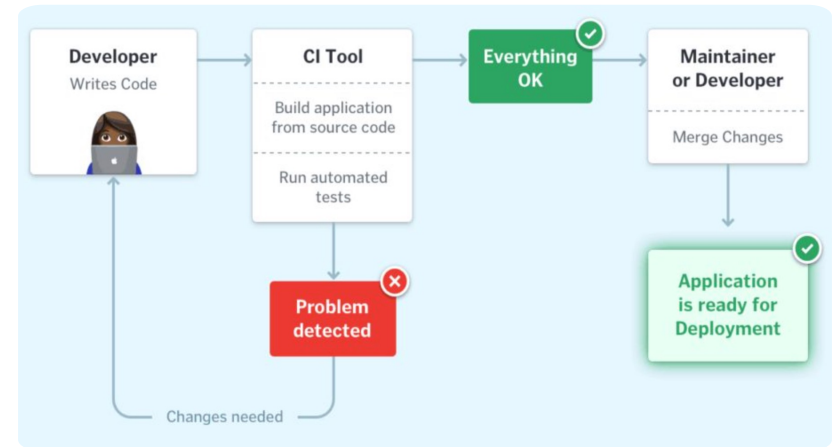 Developer
Writes Code
CI Tool
Build application
from source code
Run automated
tests
Everything
OK
Maintainer
or Developer
Merge Changes
Problem
detected
Application
is ready for
Deployment
Changes needed